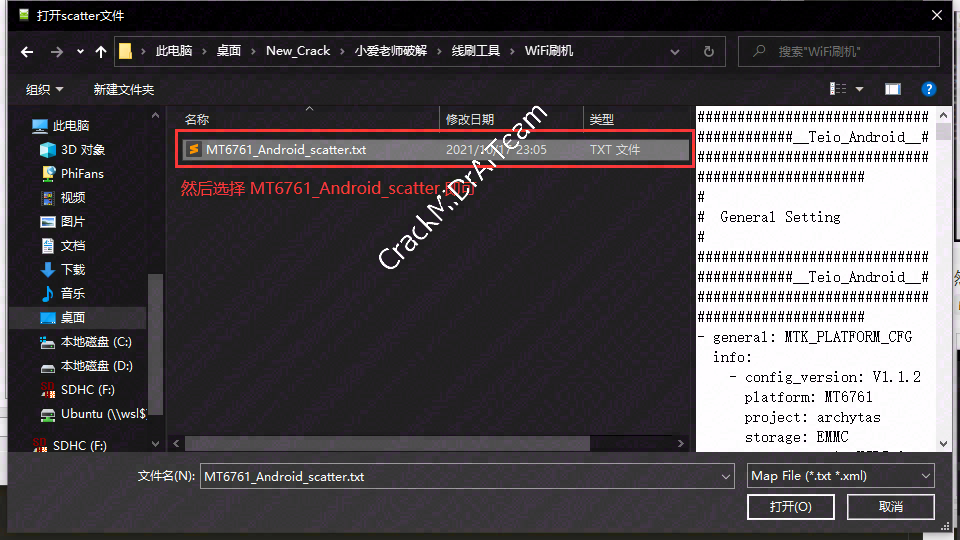 打开scatter文件
此电脑 › 桌面 › New_Crack › 小爱老师破解 › 线刷工具 › WiFi刷机
搜索"WiFi刷机"
组织
新建文件夹
此电脑
3D 对象
PhiFans
视频
图片
文档
下载
音乐
桌面
本地磁盘 (C:)
本地磁盘 (D:)
SDHC (F:)
Ubuntu (\\wsl$)
SDHC (F:)
名称 修改日期 类型
MT6761_Android_scatter.txt 2021/10/17 23:05 TXT 文件
然后选择 MT6761_Android_scatter
CrackMiDrAiTeam
#############################
############__Teio_Android__#
#############################
#####################
#
# General Setting
#
#############################
############__Teio_Android__#
#############################
#####################
- general: MTK_PLATFORM_CFG
info:
- config_version: V1.1.2
platform: MT6761
project: archytas
storage: EMMC
文件名(N):
MT6761_Android_scatter.txt
Map File (*.txt *.xml)
打开(O)
取消